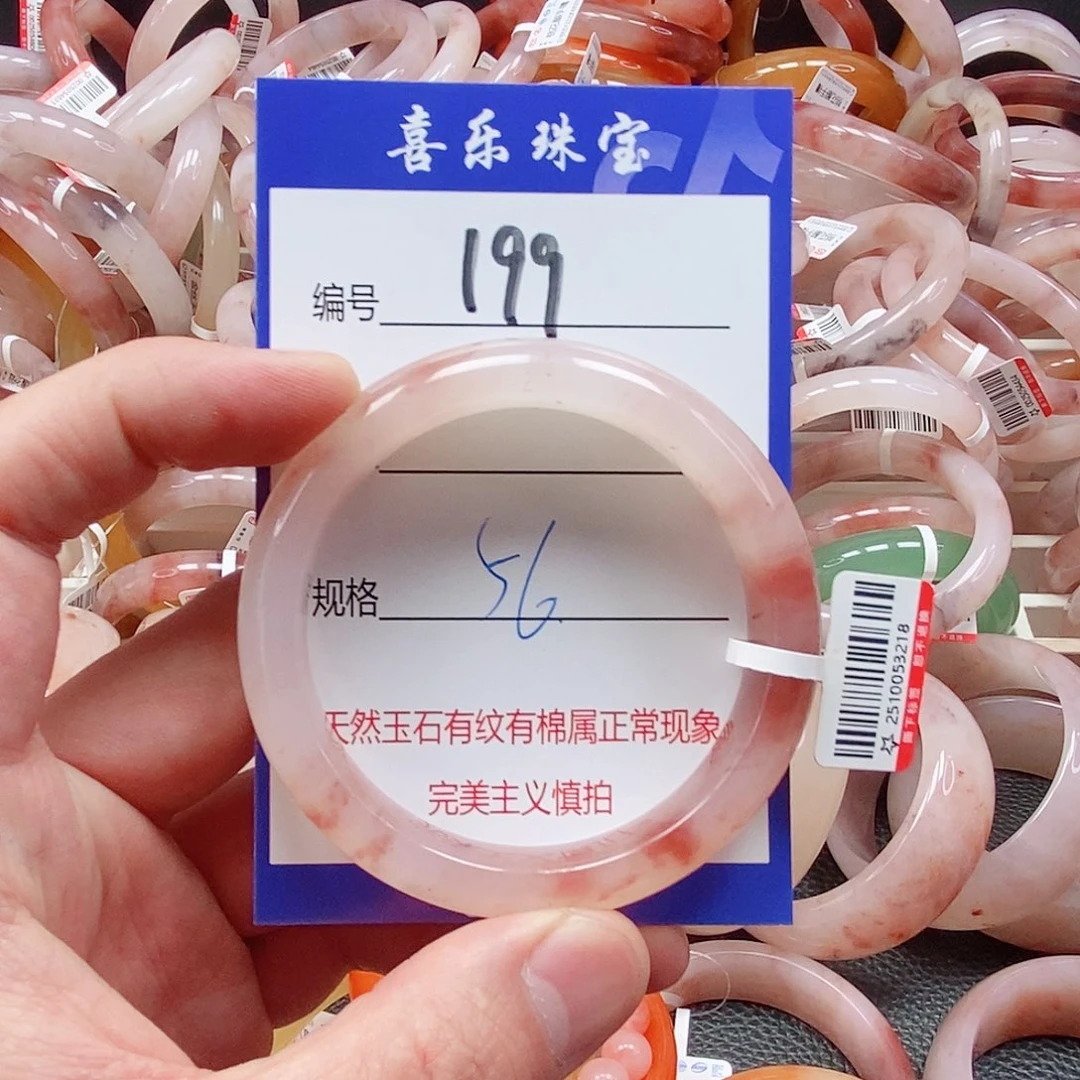 喜乐珠宝
编号 199
规格 56
天然玉石有纹有棉属正常现象
完美主义慎拍
2510053218